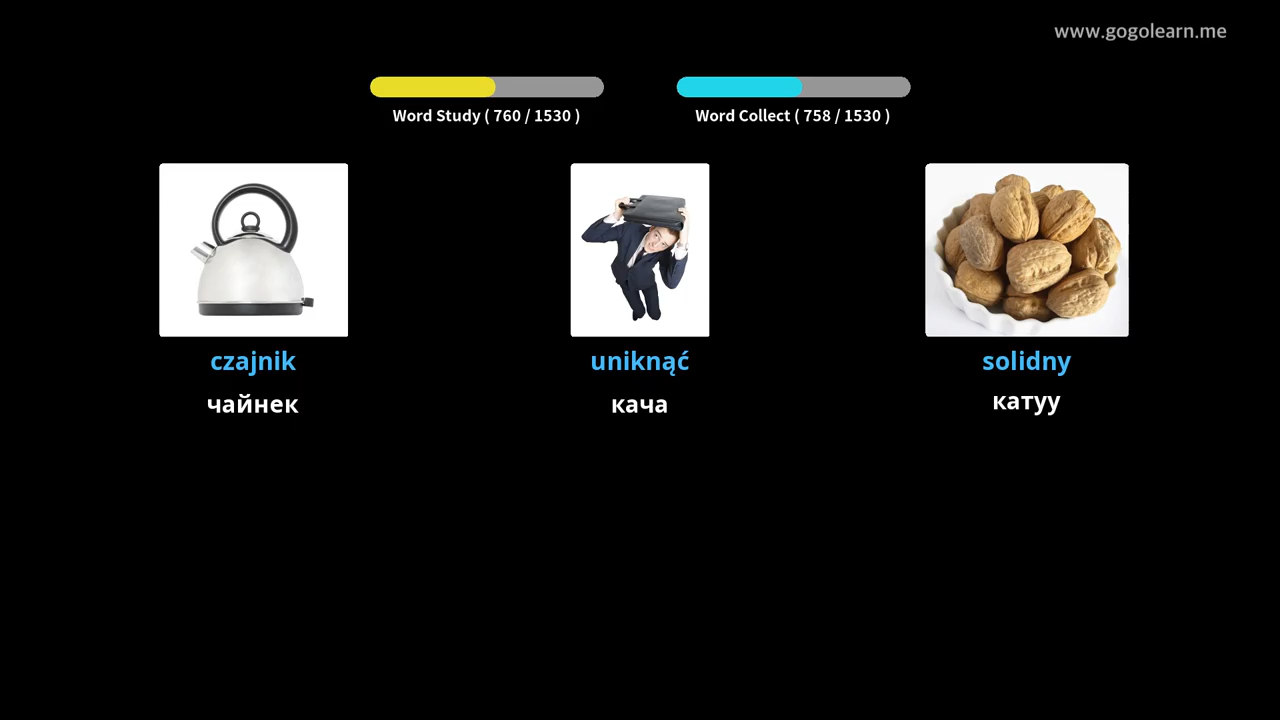 www.gogolearn.me
Word Study ( 760 / 1530 )
Word Collect ( 758 / 1530 )
czajnik
uniknąć
solidny
чайнек
кача
катуу